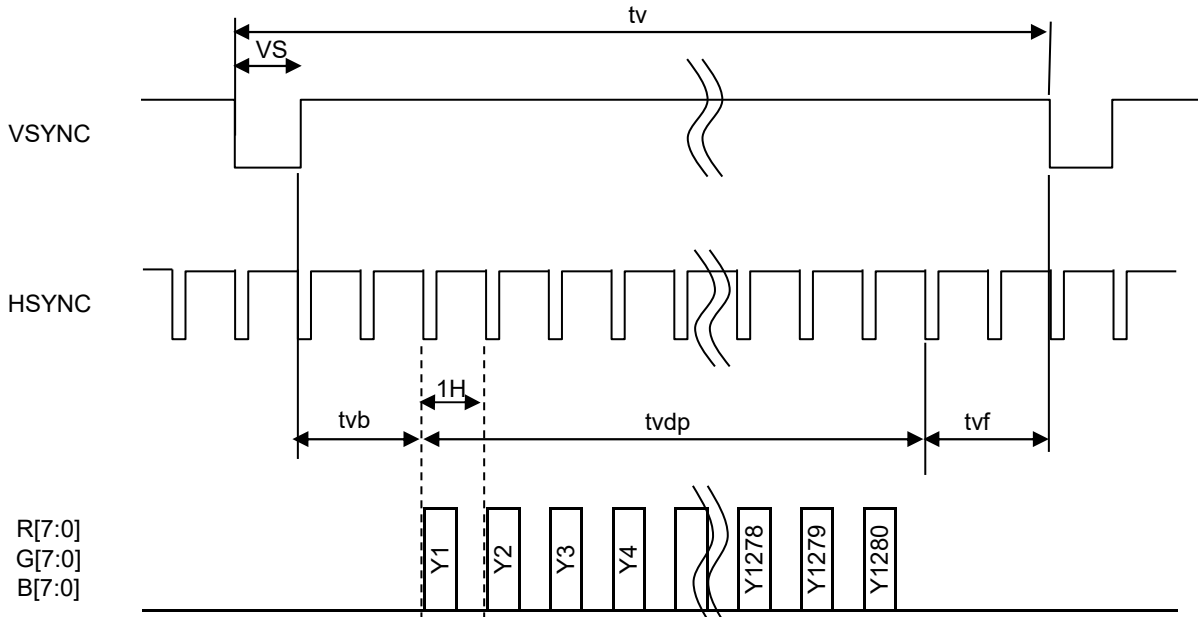 tv
VS
VSYNC
HSYNC
1H
tvb
tvdp
tvf
R[7:0]
G[7:0]
B[7:0]
Y1
Y2
Y3
Y4
Y1278
Y1279
Y1280